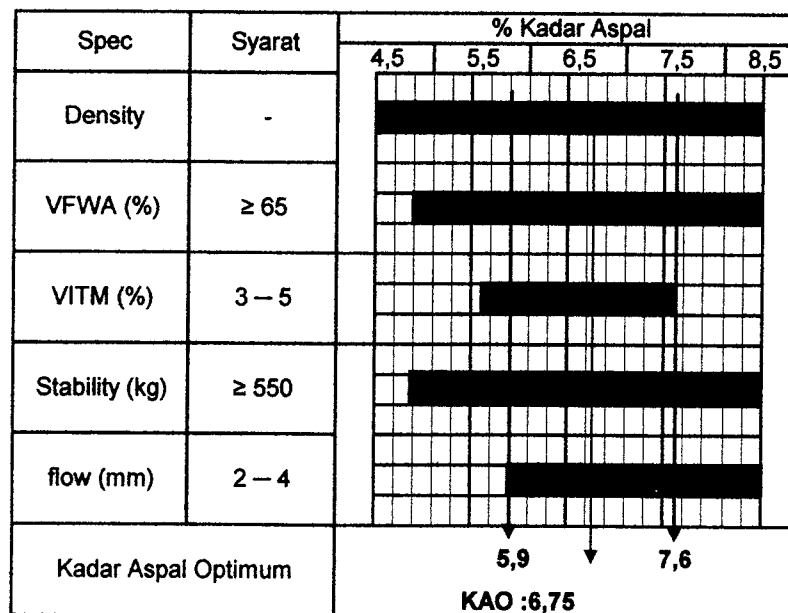 Spec Syarat % Kadar Aspal
4,5 5,5 6,5 7,5 8,5
Density -
VFWA (%) ≥ 65
VITM (%) 3 – 5
Stability (kg) ≥ 550
flow (mm) 2 – 4
Kadar Aspal Optimum 5,9 7,6
KAO :6,75